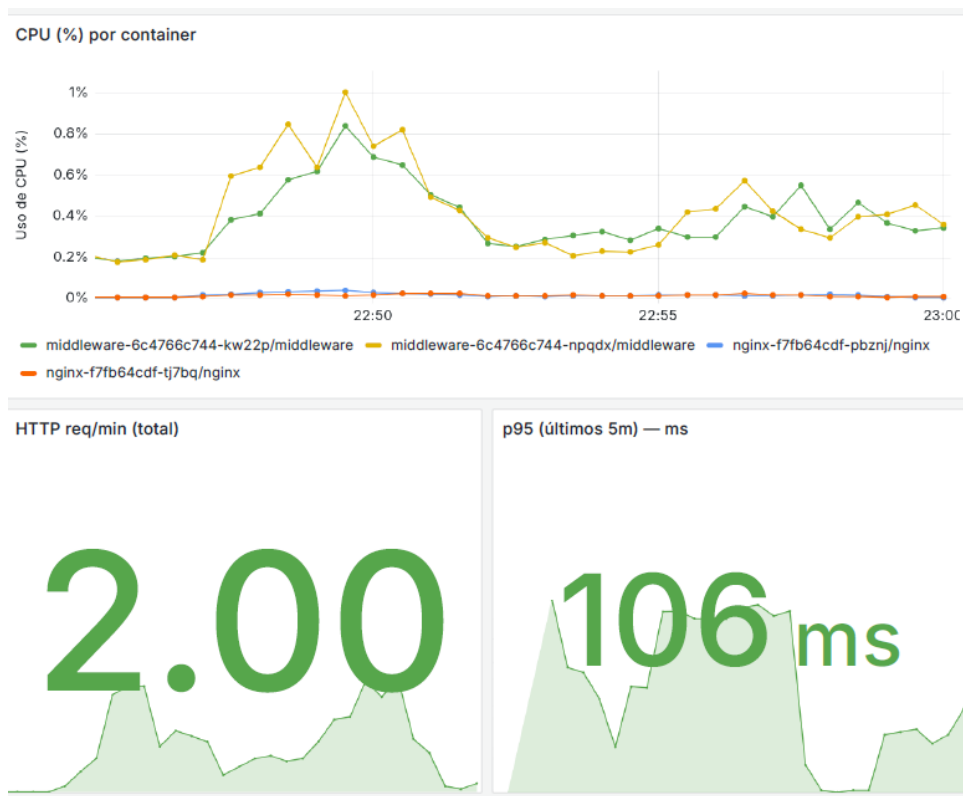 CPU (%) por container
Uso de CPU (%)
1%
0.8%
0.6%
0.4%
0.2%
0%
22:50
22:55
23:00
middleware-6c4766c744-kw22p/middleware
middleware-6c4766c744-npqdx/middleware
nginx-f7fb64cdf-pbznj/nginx
nginx-f7fb64cdf-tj7bq/nginx
HTTP req/min (total)
2.00
p95 (últimos 5m) — ms
106 ms